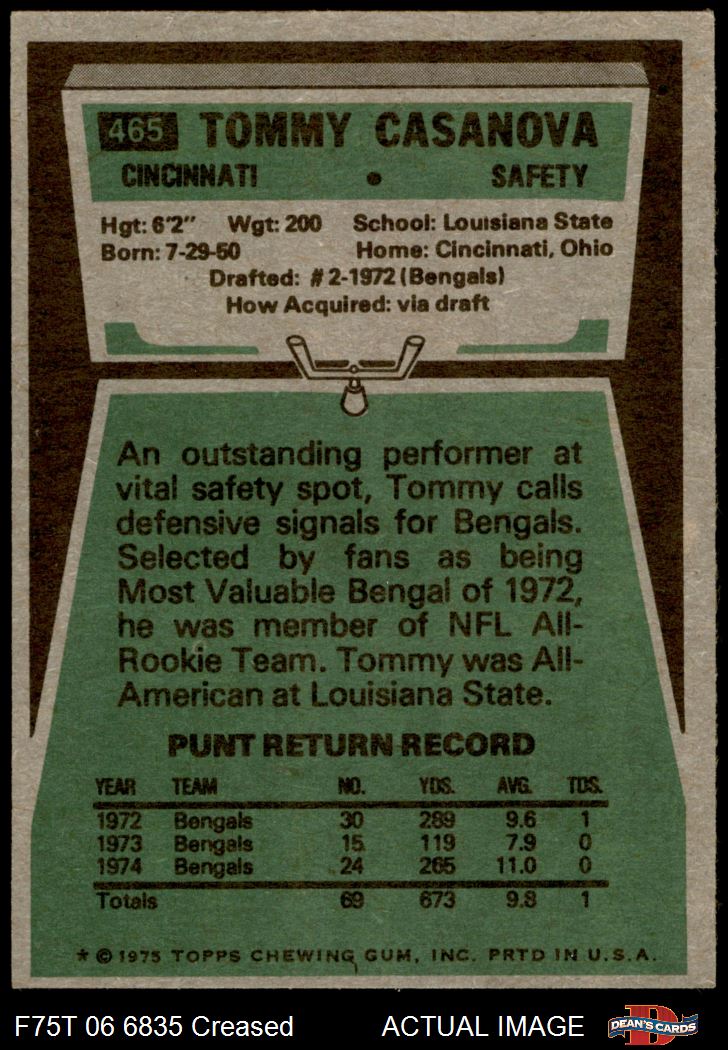 465 TOMMY CASANOVA
CINCINNATI • SAFETY
Hgt: 6'2" Wgt: 200 School: Louisiana State
Born: 7-29-50 Home: Cincinnati, Ohio
Drafted: #2-1972 (Bengals)
How Acquired: via draft
An outstanding performer at
vital safety spot, Tommy calls
defensive signals for Bengals.
Selected by fans as being
Most Valuable Bengal of 1972,
he was member of NFL All-
Rookie Team. Tommy was All-
American at Louisiana State.
PUNT RETURN RECORD
YEAR TEAM NO. YDS. AVG. TDS.
1972 Bengals 30 289 9.6 1
1973 Bengals 15 119 7.9 0
1974 Bengals 24 265 11.0 0
Totals 69 673 9.8 1
* © 1975 TOPPS CHEWING GUM, INC. PRTD IN U.S.A.
F75T 06 6835 Creased ACTUAL IMAGE DEAN'S CARDS